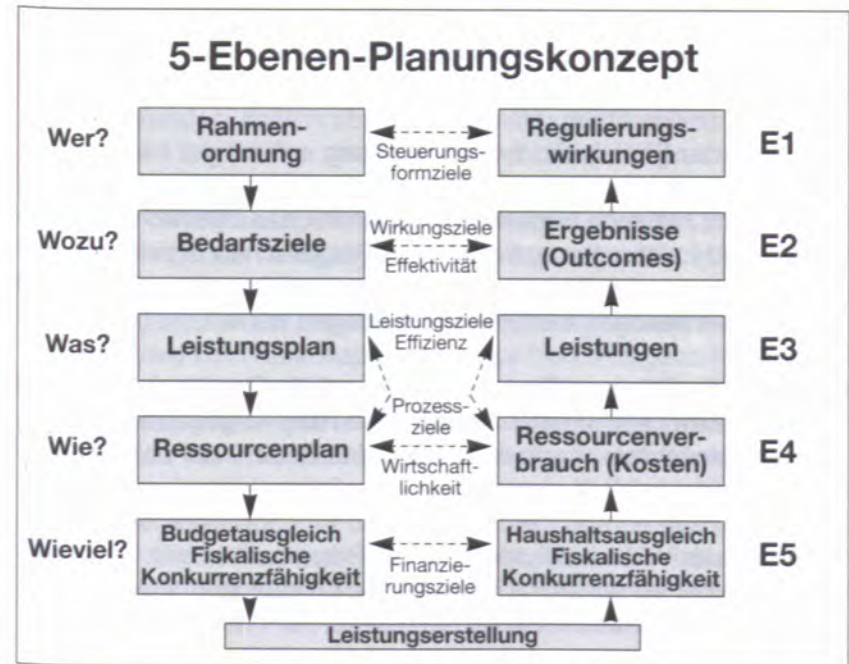 5-Ebenen-Planungskonzept
Wer?
Rahmen-
ordnung
Steuerungs-
formziele
Regulierungs-
wirkungen
E1
Wozu?
Bedarfsziele
Wirkungsziele
Effektivität
Ergebnisse
(Outcomes)
E2
Was?
Leistungsplan
Leistungsziele
Effizienz
Leistungen
E3
Prozess-
ziele
Wie?
Ressourcenplan
Wirtschaft-
lichkeit
Ressourcenver-
brauch (Kosten)
E4
Wieviel?
Budgetausgleich
Fiskalische
Konkurrenzfähigkeit
Finanzie-
rungsziele
Haushaltsausgleich
Fiskalische
Konkurrenzfähigkeit
E5
Leistungserstellung